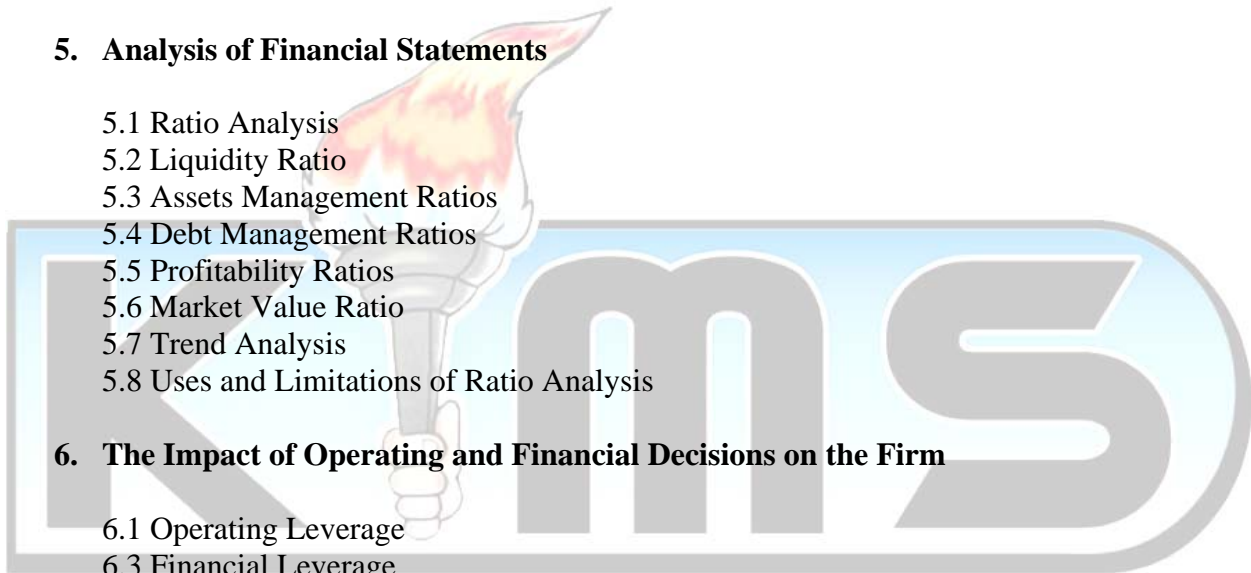 5. Analysis of Financial Statements
5.1 Ratio Analysis
5.2 Liquidity Ratio
5.3 Assets Management Ratios
5.4 Debt Management Ratios
5.5 Profitability Ratios
5.6 Market Value Ratio
5.7 Trend Analysis
5.8 Uses and Limitations of Ratio Analysis
6. The Impact of Operating and Financial Decisions on the Firm
6.1 Operating Leverage
6.3 Financial Leverage
KIMS